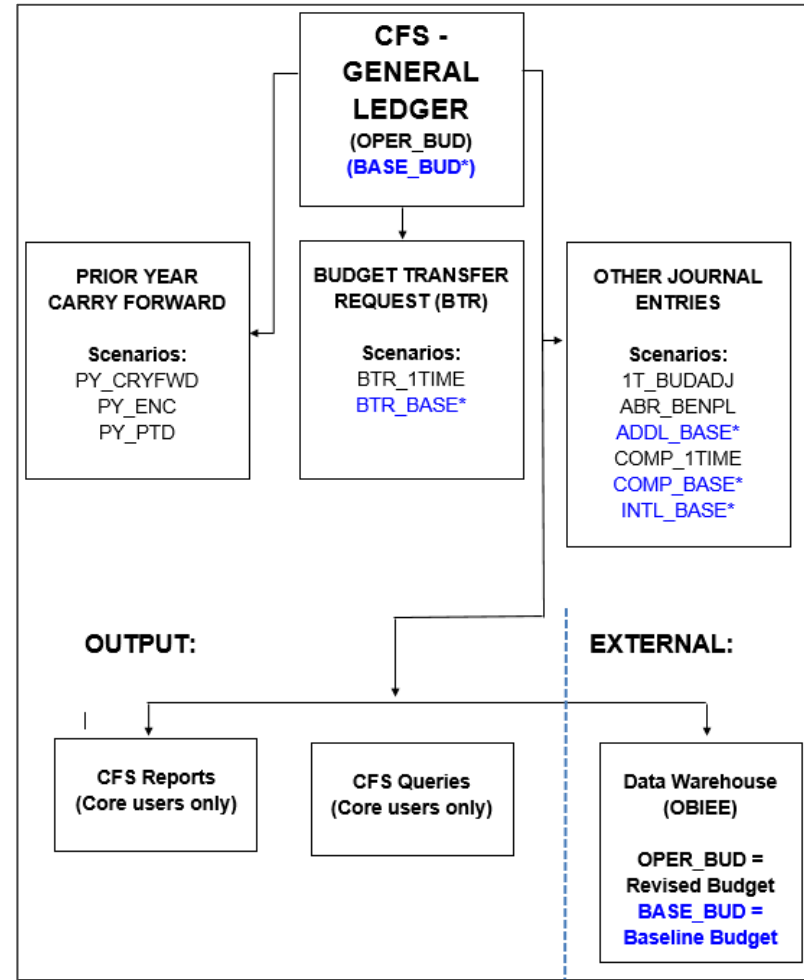 CFS -
GENERAL
LEDGER
(OPER_BUD)
(BASE_BUD*)
PRIOR YEAR
CARRY FORWARD
Scenarios:
PY_CRYFWD
PY_ENC
PY_PTD
BUDGET TRANSFER
REQUEST (BTR)
Scenarios:
BTR_1TIME
BTR_BASE*
OTHER JOURNAL
ENTRIES
Scenarios:
1T_BUDADJ
ABR_BENPL
ADDL_BASE*
COMP_1TIME
COMP_BASE*
INTL_BASE*
OUTPUT:
EXTERNAL:
CFS Reports
(Core users only)
CFS Queries
(Core users only)
Data Warehouse
(OBIEE)
OPER_BUD =
Revised Budget
BASE_BUD =
Baseline Budget